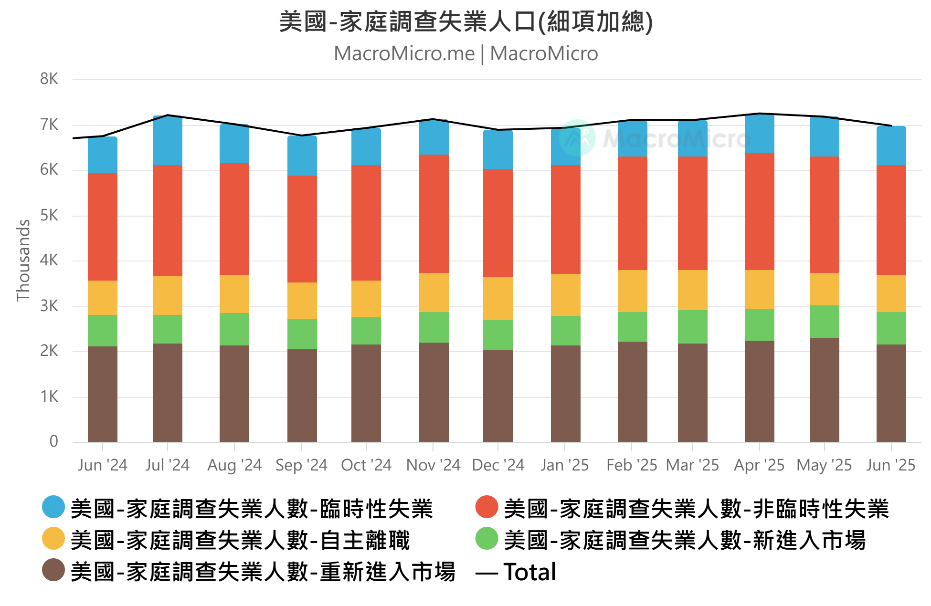 美國-家庭調查失業人口(細項加總)
MacroMicro.me | MacroMicro
8K
7K
6K
5K
4K
3K
2K
1K
0
Thousands
MacroMicro
Jun '24 Jul '24 Aug '24 Sep '24 Oct '24 Nov '24 Dec '24 Jan '25 Feb '25 Mar '25 Apr '25 May '25 Jun '25
美國-家庭調查失業人數-臨時性失業 美國-家庭調查失業人數-非臨時性失業
美國-家庭調查失業人數-自主離職 美國-家庭調查失業人數-新進入市場
美國-家庭調查失業人數-重新進入市場 Total